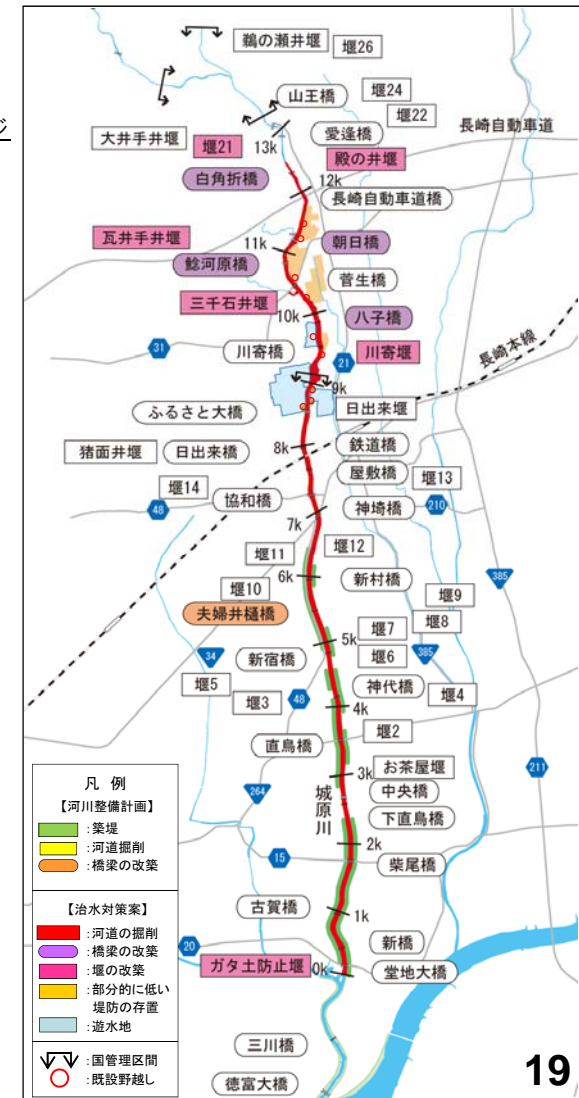 鵜の瀬井堰
堰26
山王橋
堰24
堰22
大井手井堰
13k
愛逢橋
長崎自動車道
堰21
殿の井堰
白角折橋
12k
長崎自動車道橋
瓦井手井堰
11k
朝日橋
鯰河原橋
菅生橋
三千石井堰
10k
八子橋
31
川寄橋
21
川寄堰
長崎本線
9k
ふるさと大橋
日出来堰
猪面井堰
日出来橋
8k
鉄道橋
屋敷橋
堰13
堰14
48
協和橋
7k
神埼橋
210
堰11
堰12
堰10
6k
新村橋
385
夫婦井樋橋
堰9
堰8
5k
堰7
34
新宿橋
堰6
385
堰5
堰3
48
神代橋
堰4
4k
堰2
直鳥橋
3k
お茶屋堰
211
264
城原川
中央橋
下直鳥橋
2k
15
柴尾橋
古賀橋
1k
20
新橋
ガタ土防止堰
0k
堂地大橋
三川橋
徳富大橋
凡 例
【河川整備計画】
:築堤
:河道掘削
:橋梁の改築
【治水対策案】
:河道の掘削
:橋梁の改築
:堰の改築
:部分的に低い
堤防の存置
:遊水地
:国管理区間
:既設野越し
19